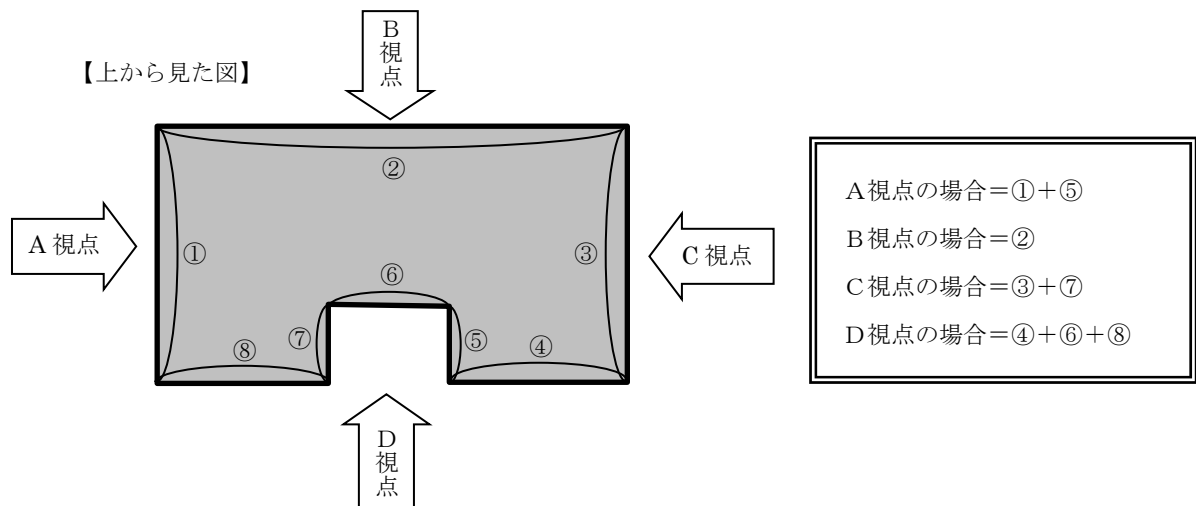 B視点
【上から見た図】
②
A 視点
①
③
C 視点
⑥
⑦
⑤
⑧
④
D視点
A視点の場合=①+⑤
B視点の場合=②
C視点の場合=③+⑦
D視点の場合=④+⑥+⑧